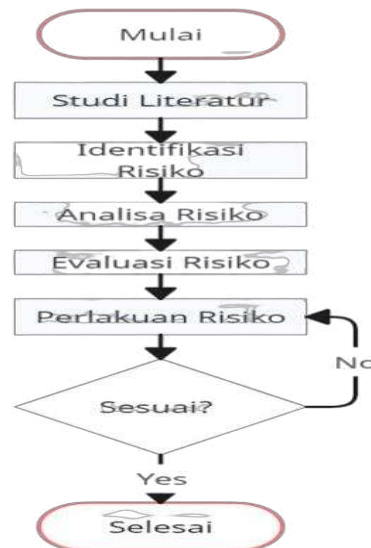 Mulai
Studi Literatur
Identifikasi
Risiko
Analisa Risiko
Evaluasi Risiko
Perlakuan Risiko
No
Sesuai?
Yes
Selesai